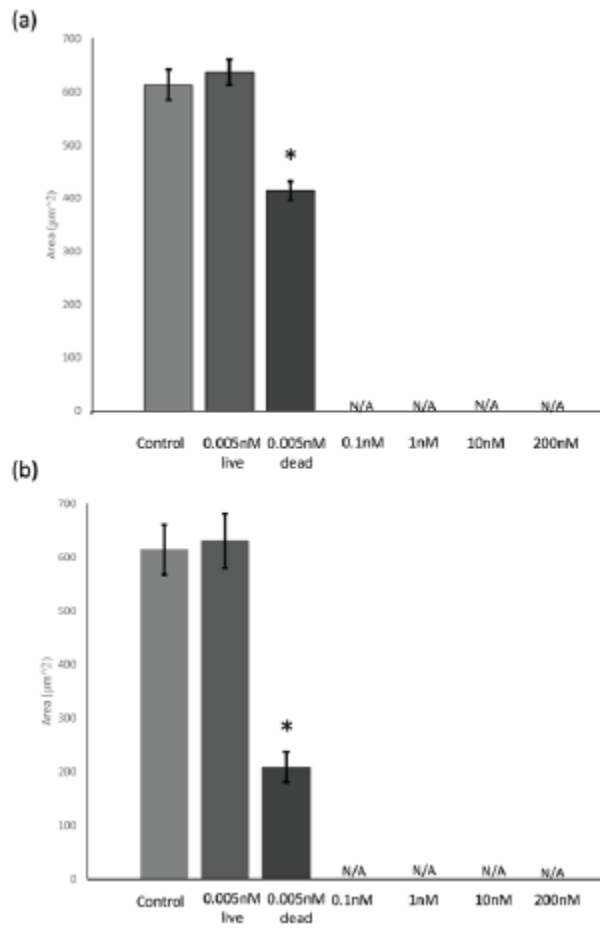 (a)
700
600
500
400
300
200
100
0
Area (µm^2)
*
N/A N/A N/A N/A
Control 0.005nM 0.005nM 0.1nM 1nM 10nM 200nM
live dead
(b)
700
600
500
400
300
200
100
0
Area (µm^2)
*
N/A N/A N/A N/A
Control 0.005nM 0.005nM 0.1nM 1nM 10nM 200nM
live dead